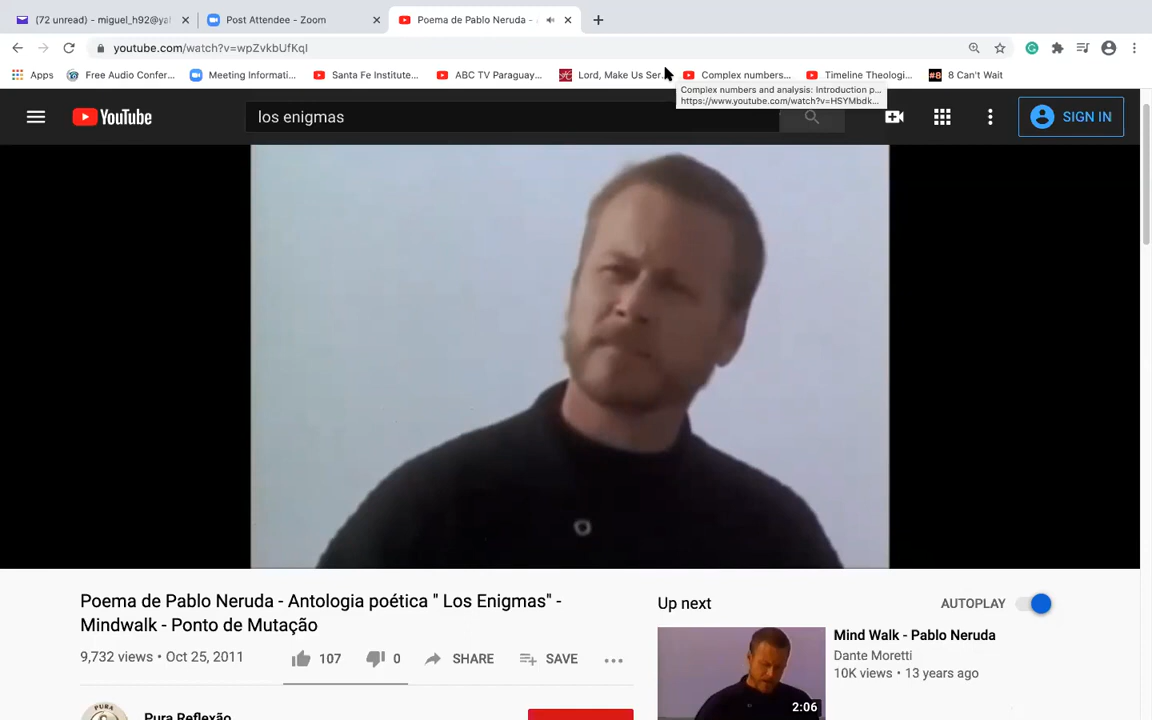 (72 unread) - miguel_h92@yal
Post Attendee - Zoom
Poema de Pablo Neruda -
youtube.com/watch?v=wpZvkbUfKqI
Apps
Free Audio Confer...
Meeting Informati...
Santa Fe Institute...
ABC TV Paraguay...
Lord, Make Us Ser...
Complex numbers...
Timeline Theologi...
#8
8 Can't Wait
Complex numbers and analysis: Introduction p...
https://www.youtube.com/watch?v=HSYMbdk...
YouTube
los enigmas
SIGN IN
Poema de Pablo Neruda - Antologia poética " Los Enigmas" -
Mindwalk - Ponto de Mutação
9,732 views • Oct 25, 2011
107
0
SHARE
SAVE
PURA
Pura Reflexão
Up next
AUTOPLAY
Mind Walk - Pablo Neruda
Dante Moretti
10K views • 13 years ago
2:06